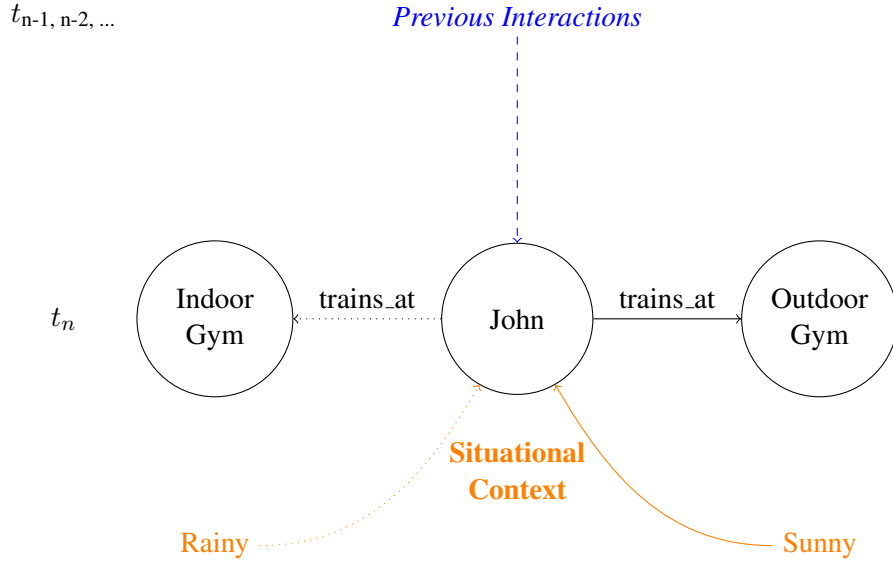 t_{n-1, n-2, ...}
Previous Interactions
Indoor
Gym
trains_at
John
trains_at
Outdoor
Gym
t_n
Situational
Context
Rainy
Sunny